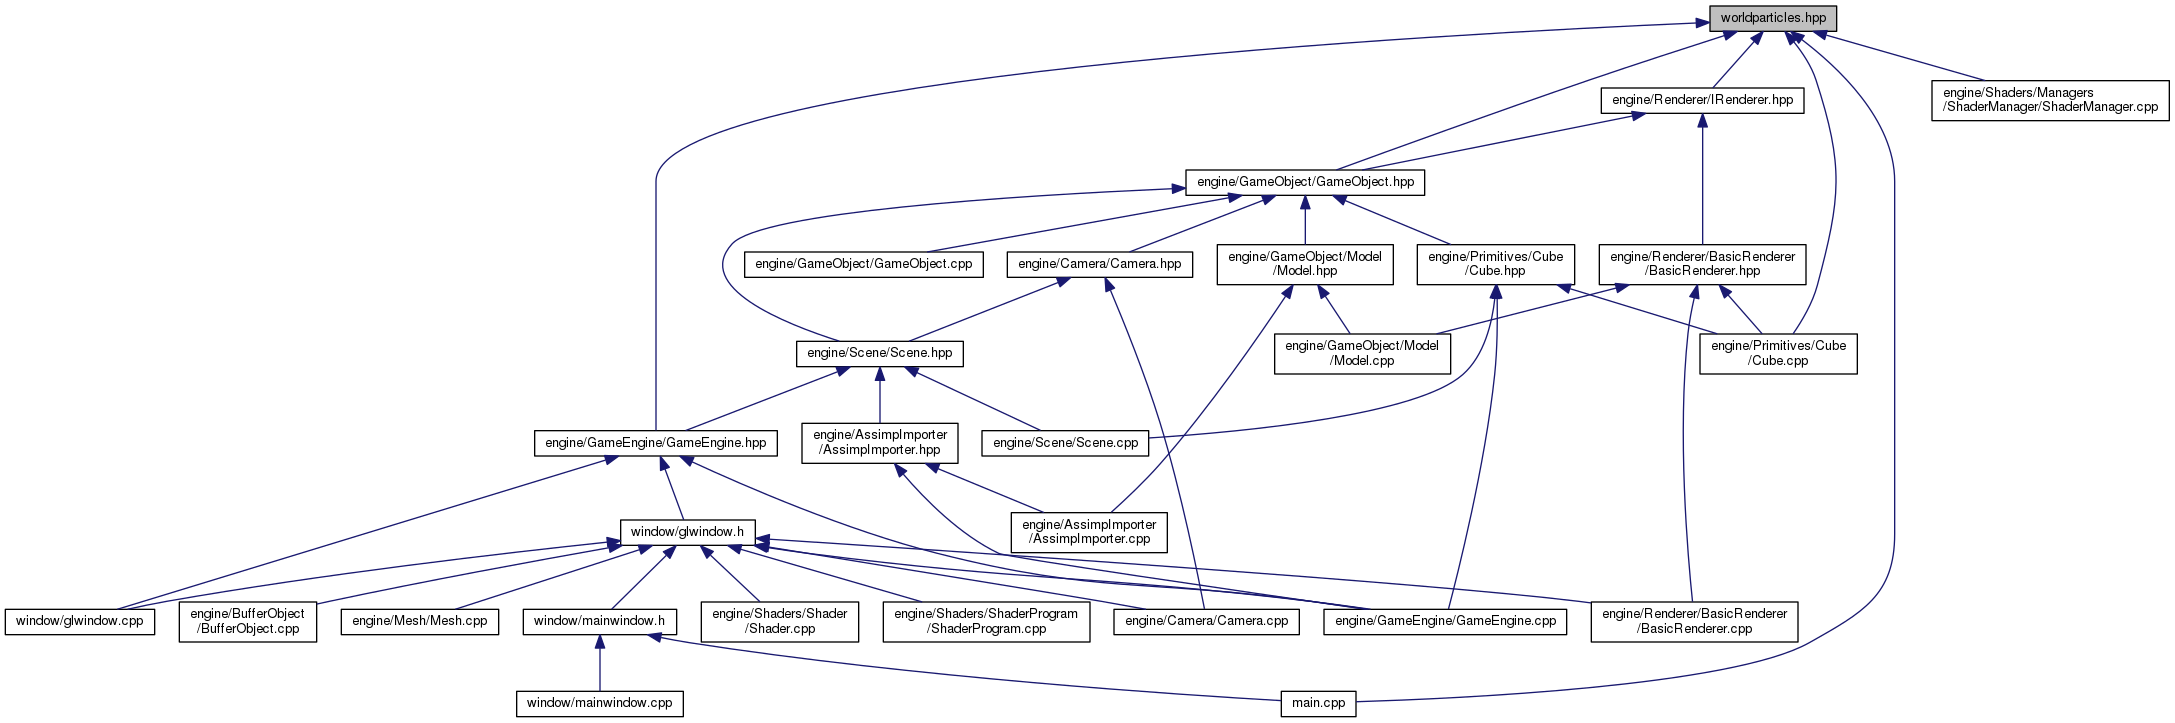 worldparticles.hpp
engine/Renderer/IRenderer.hpp
engine/Shaders/Managers
/ShaderManager/ShaderManager.cpp
engine/GameObject/GameObject.hpp
engine/GameObject/GameObject.cpp
engine/Camera/Camera.hpp
engine/GameObject/Model
/Model.hpp
engine/Primitives/Cube
/Cube.hpp
engine/Renderer/BasicRenderer
/BasicRenderer.hpp
engine/Scene/Scene.hpp
engine/GameObject/Model
/Model.cpp
engine/Primitives/Cube
/Cube.cpp
engine/GameEngine/GameEngine.hpp
engine/AssimpImporter
/AssimpImporter.hpp
engine/Scene/Scene.cpp
window/glwindow.h
engine/AssimpImporter
/AssimpImporter.cpp
window/glwindow.cpp
engine/BufferObject
/BufferObject.cpp
engine/Mesh/Mesh.cpp
window/mainwindow.h
engine/Shaders/Shader
/Shader.cpp
engine/Shaders/ShaderProgram
/ShaderProgram.cpp
engine/Camera/Camera.cpp
engine/GameEngine/GameEngine.cpp
engine/Renderer/BasicRenderer
/BasicRenderer.cpp
window/mainwindow.cpp
main.cpp